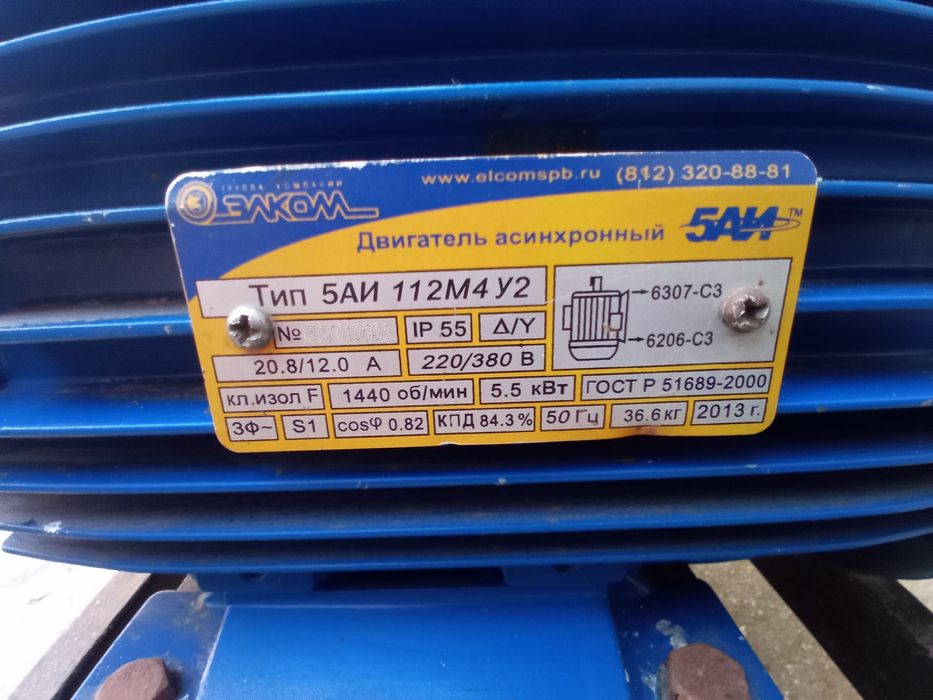 www.elcomspb.ru (812) 320-88-81
ГРУППА КОМПАНИЙ
ЭЛКОМ
Двигатель асинхронный 5АИ™
Тип 5АИ 112М4 У2
№ IP 55 Δ/Y
6307-С3
6206-С3
20.8/12.0 А 220/380 В
кл.изол F 1440 об/мин 5.5 кВт ГОСТ Р 51689-2000
3Ф~ S1 cosφ 0.82 КПД 84.3 % 50 Гц 36.6 кг 2013 г.